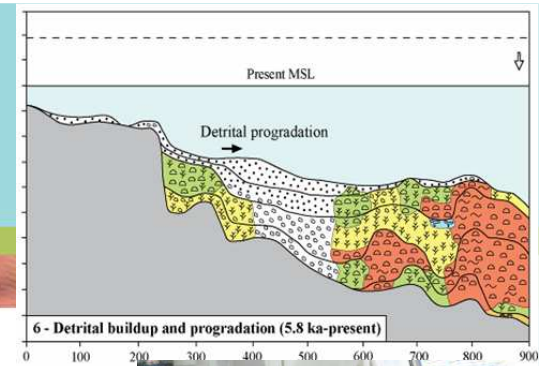 Present MSL
Detrital progradation
6 - Detrital buildup and progradation (5.8 ka-present)
0 100 200 300 400 500 600 700 800 900